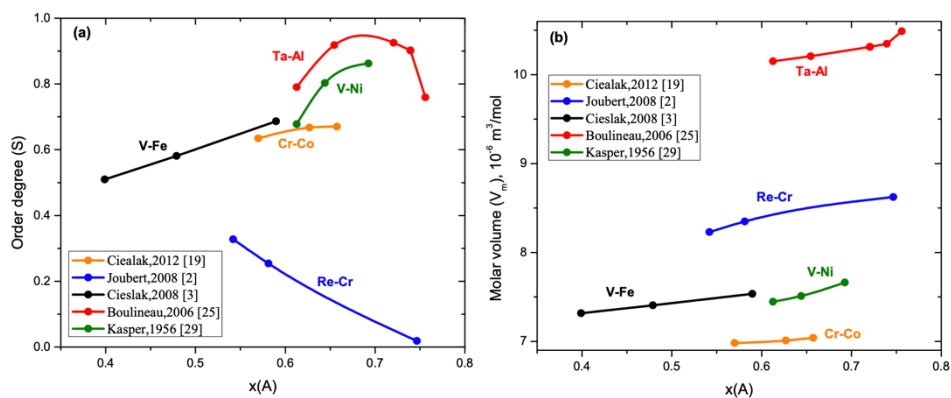 (a)
Order degree (S)
1.0
0.8
0.6
0.4
0.2
0.0
Ta-Al
V-Ni
V-Fe
Cr-Co
Re-Cr
Ciealak,2012 [19]
Joubert,2008 [2]
Cieslak,2008 [3]
Boulineau,2006 [25]
Kasper,1956 [29]
0.4 0.5 0.6 0.7 0.8
x(A)
(b)
Molar volume (Vm), 10⁻⁶ m³/mol
10
9
8
7
Ta-Al
Ciealak,2012 [19]
Joubert,2008 [2]
Cieslak,2008 [3]
Boulineau,2006 [25]
Kasper,1956 [29]
Re-Cr
V-Ni
V-Fe
Cr-Co
0.4 0.5 0.6 0.7 0.8
x(A)